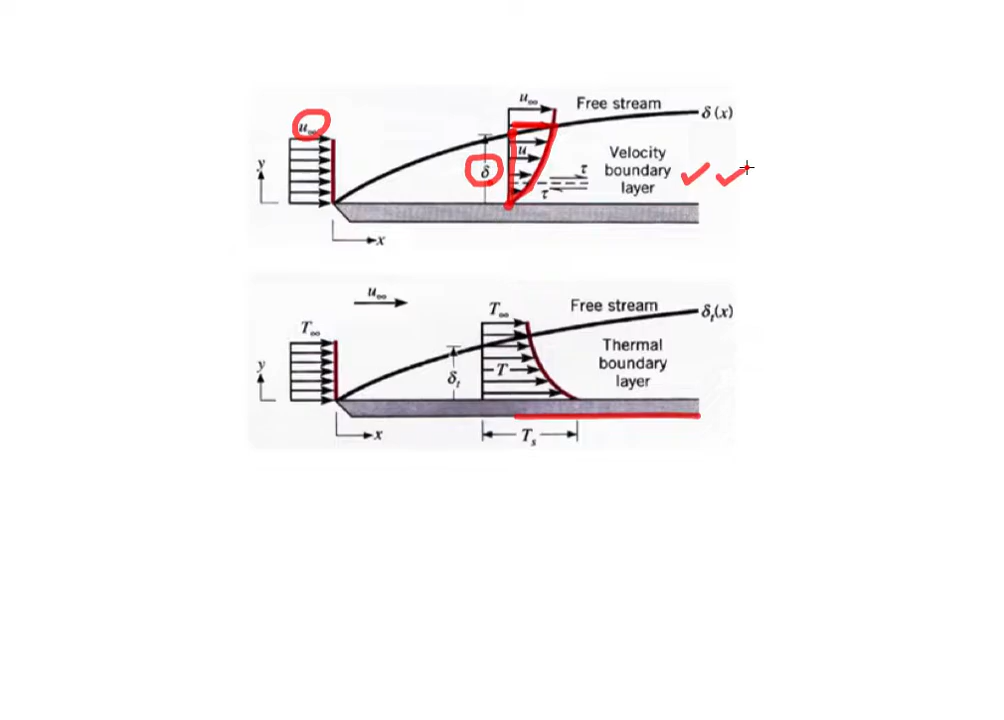 u∞
Free stream
δ(x)
u∞
y
u
δ
τ
τ
Velocity
boundary
layer
x
u∞
T∞
Free stream
δt(x)
T∞
y
T
δt
Thermal
boundary
layer
x
Ts